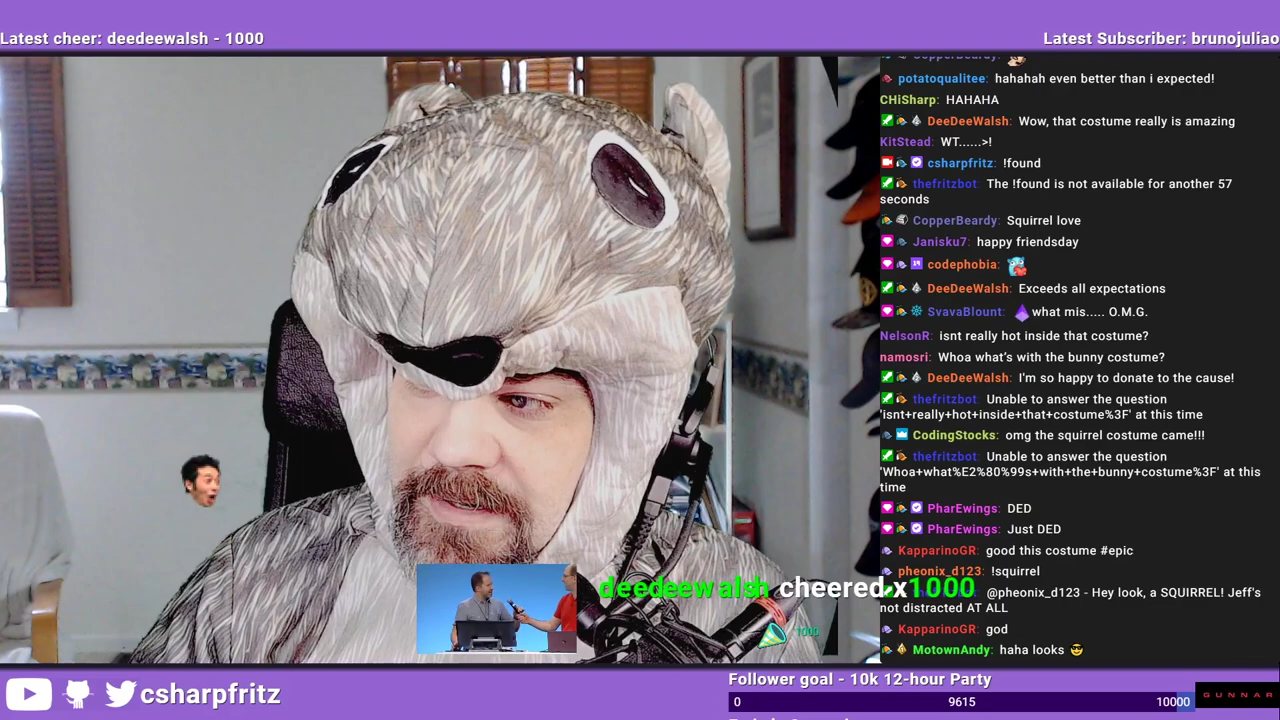 Latest cheer: deedeewalsh - 1000
Latest Subscriber: brunojuliao
potatoqualitee: hahahah even better than i expected!
CHiSharp: HAHAHA
DeeDeeWalsh: Wow, that costume really is amazing
KitStead: WT......>!
csharpfritz: !found
thefritzbot: The !found is not available for another 57
seconds
CopperBeardy: Squirrel love
Janisku7: happy friendsday
codephobia:
DeeDeeWalsh: Exceeds all expectations
SvavaBlount: what mis..... O.M.G.
NelsonR: isnt really hot inside that costume?
namosri: Whoa what's with the bunny costume?
DeeDeeWalsh: I'm so happy to donate to the cause!
thefritzbot: Unable to answer the question
'isnt+really+hot+inside+that+costume%3F' at this time
CodingStocks: omg the squirrel costume came!!!
thefritzbot: Unable to answer the question
'Whoa+what%E2%80%99s+with+the+bunny+costume%3F' at this
time
PharEwings: DED
PharEwings: Just DED
KapparinoGR: good this costume #epic
pheonix_d123: !squirrel
deedeewalsh cheered x1000
@pheonix_d123 - Hey look, a SQUIRREL! Jeff's
not distracted AT ALL
1000
KapparinoGR: god
MotownAndy: haha looks 😎
csharpfritz
Follower goal - 10k 12-hour Party
0 9615 10000
GUNNAR